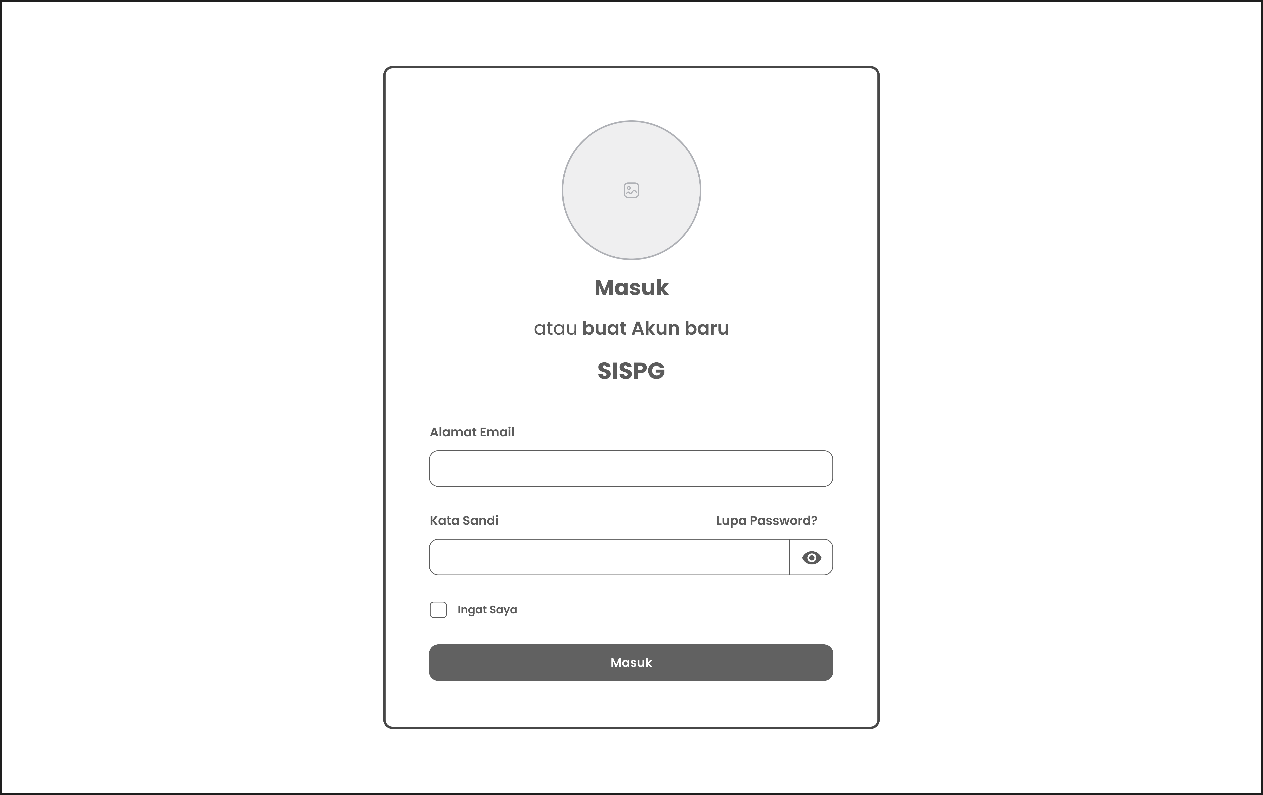 Masuk
atau buat Akun baru
SISPG
Alamat Email
Kata Sandi Lupa Password?
Ingat Saya
Masuk